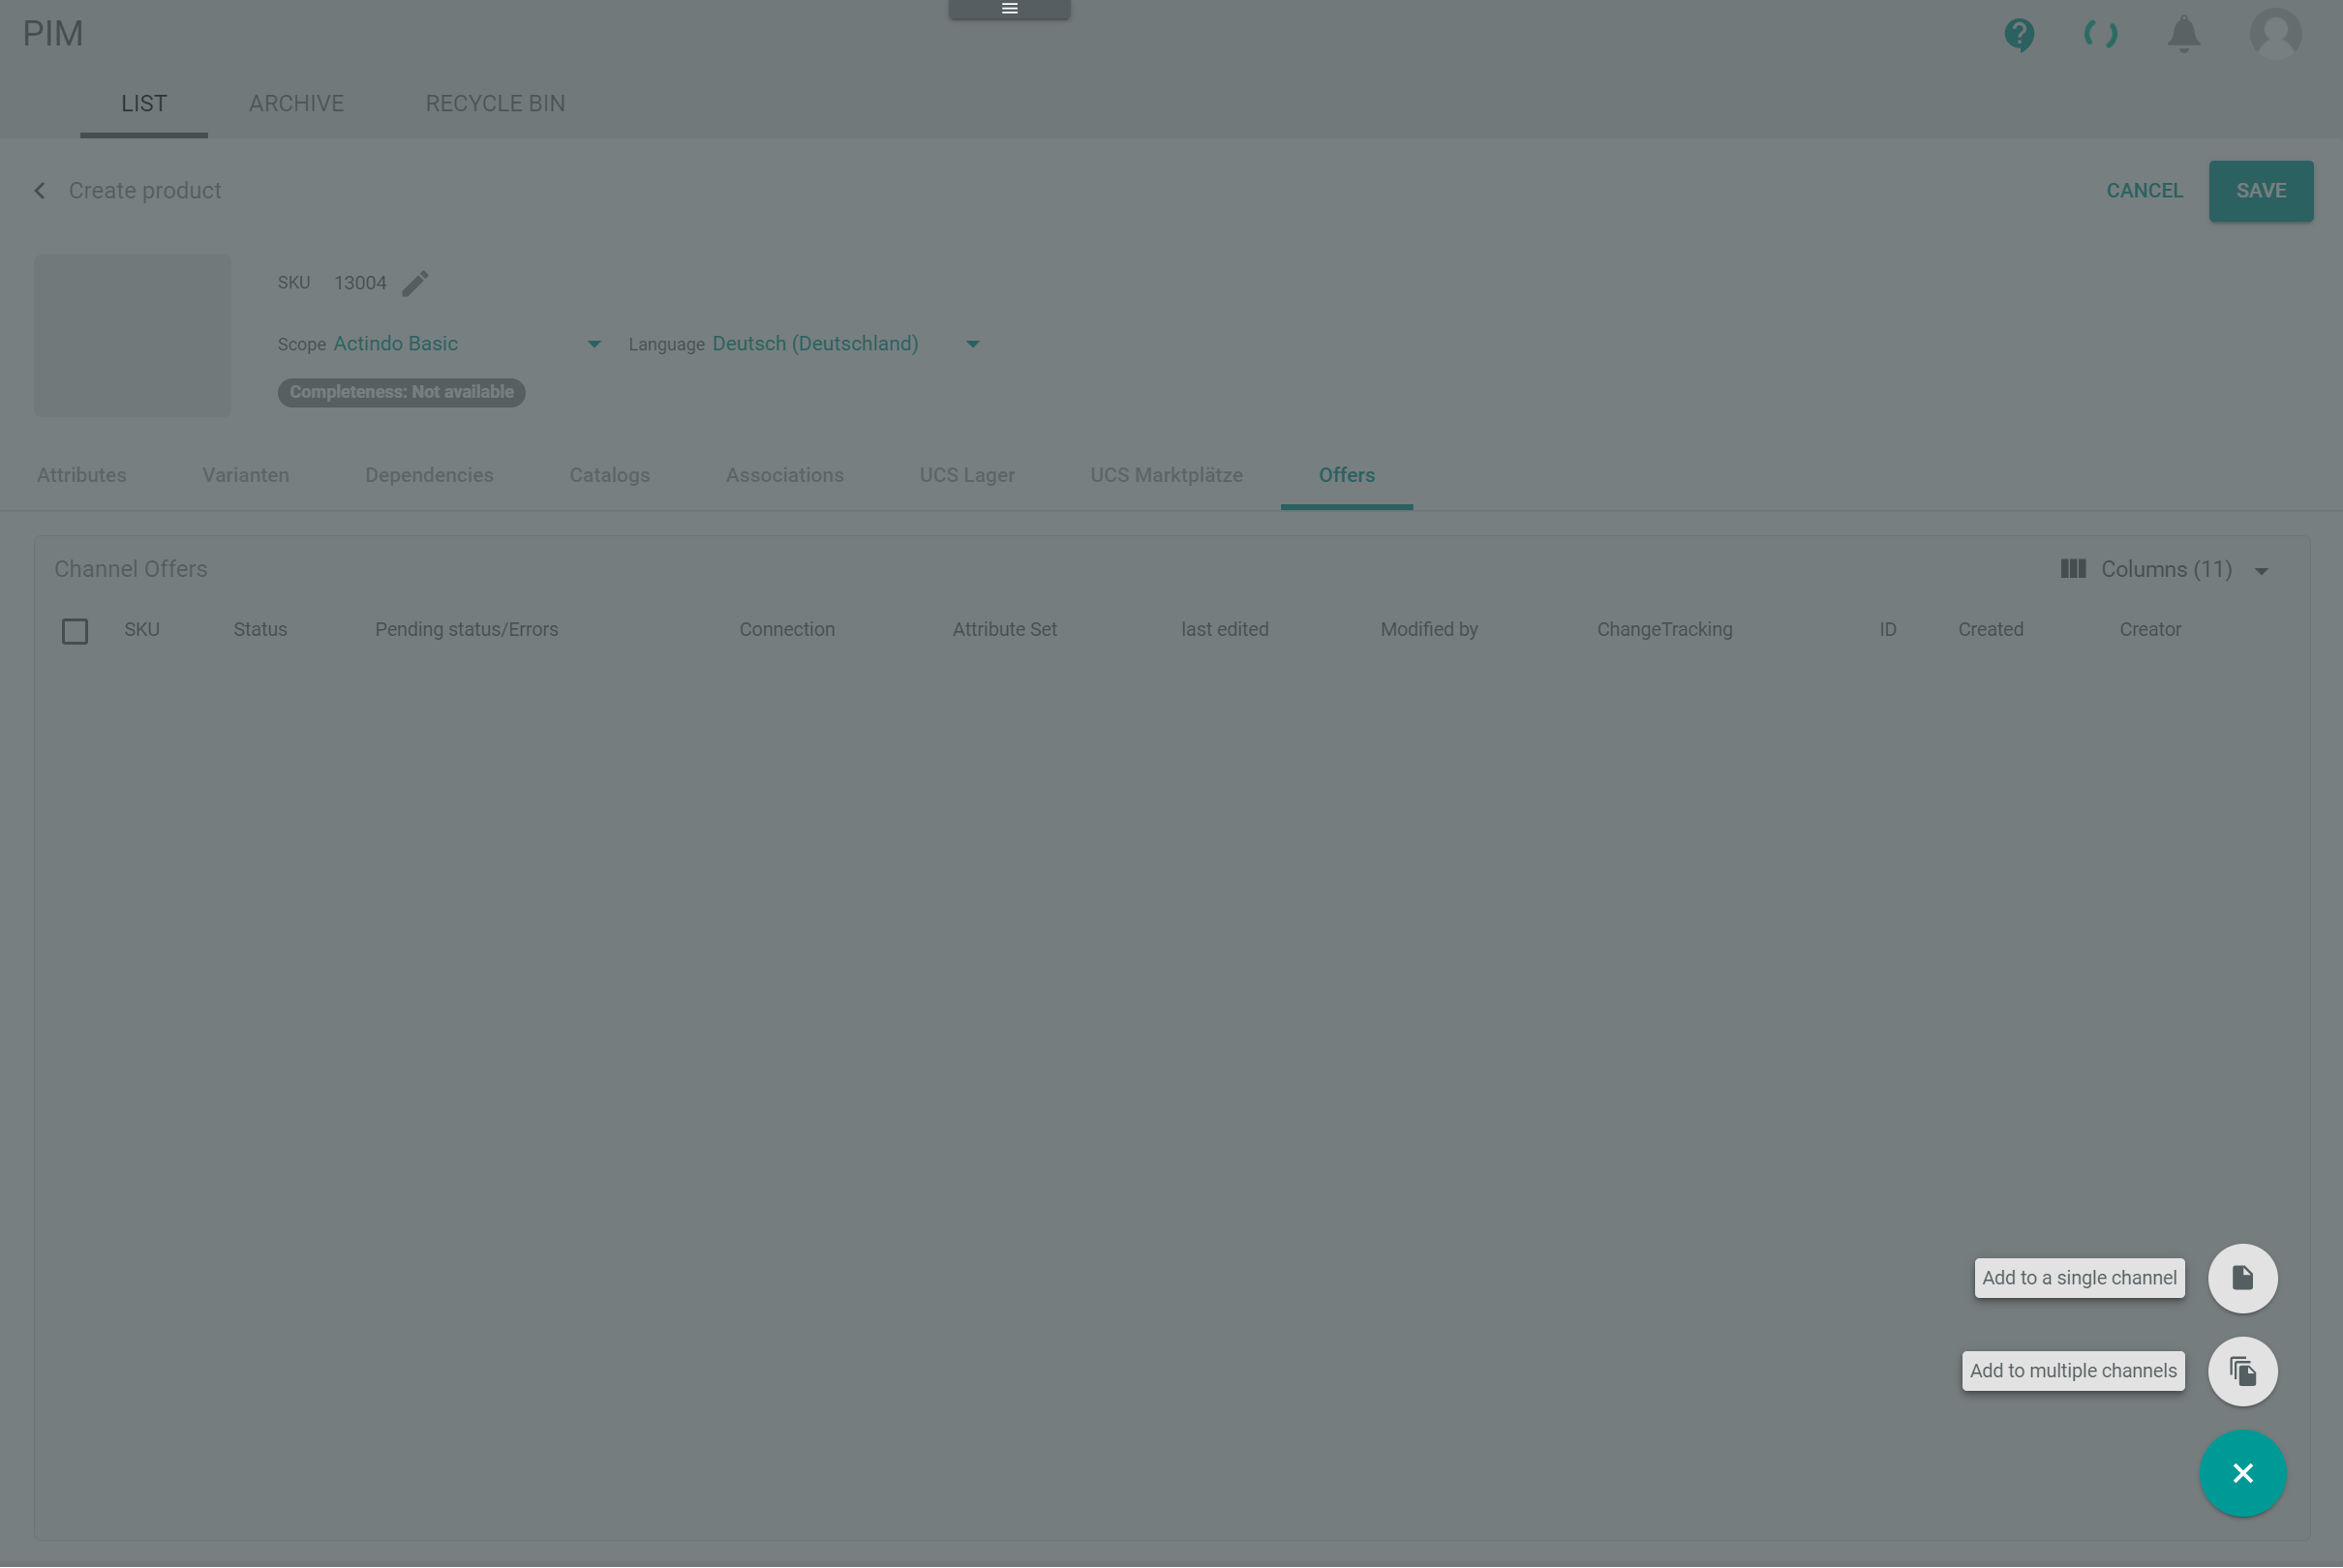 PIM
LIST ARCHIVE RECYCLE BIN
Create product CANCEL SAVE
SKU 13004
Scope Actindo Basic Language Deutsch (Deutschland)
Completeness: Not available
Attributes Varianten Dependencies Catalogs Associations UCS Lager UCS Marktplätze Offers
Channel Offers Columns (11)
SKU Status Pending status/Errors Connection Attribute Set last edited Modified by ChangeTracking ID Created Creator
Add to a single channel
Add to multiple channels